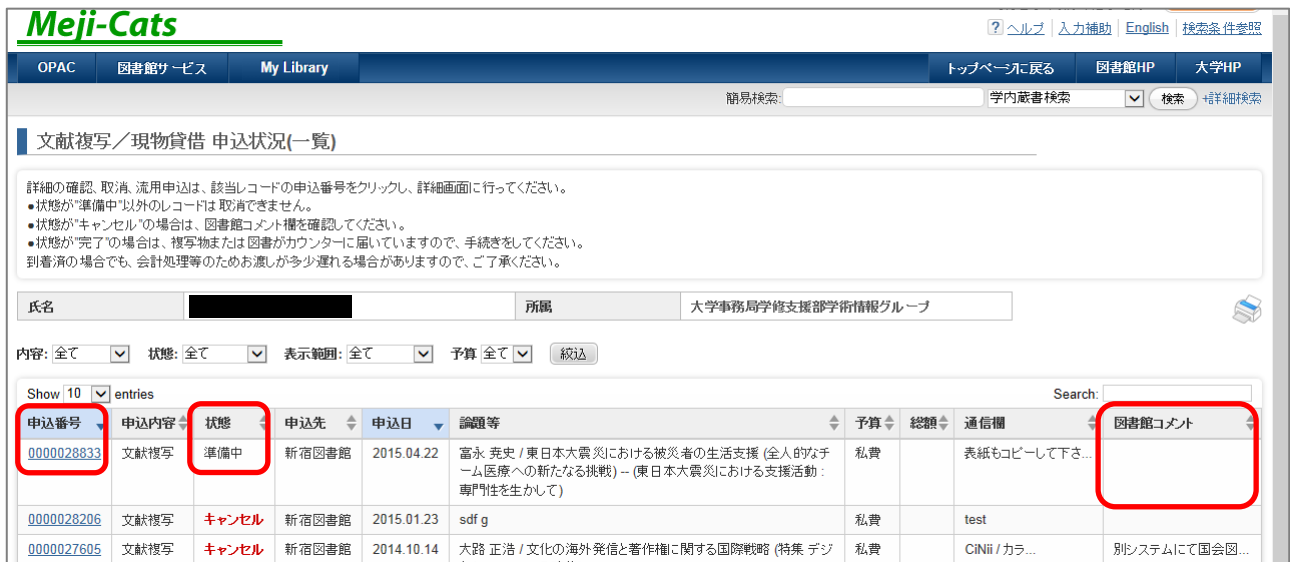 Meji-Cats
? ヘルプ 入力補助 English 検索条件参照
OPAC 図書館サービス My Library トップページに戻る 図書館HP 大学HP
簡易検索: 学内蔵書検索 検索 +詳細検索
文献複写／現物貸借 申込状況(一覧)
詳細の確認、取消、流用申込は、該当レコードの申込番号をクリックし、詳細画面に行ってください。
●状態が"準備中"以外のレコードは取消できません。
●状態が"キャンセル"の場合は、図書館コメント欄を確認してください。
●状態が"完了"の場合は、複写物または図書がカウンターに届いていますので、手続きをしてください。
到着済の場合でも、会計処理等のためお渡しが多少遅れる場合がありますので、ご了承ください。
氏名 所属 大学事務局学修支援部学術情報グループ
内容: 全て 状態: 全て 表示範囲: 全て 予算 全て 絞込
Show 10 entries Search:
申込番号 申込内容 状態 申込先 申込日 論題等 予算 総額 通信欄 図書館コメント
0000028833 文献複写 準備中 新宿図書館 2015.04.22 富永 尭史 / 東日本大震災における被災者の生活支援 (全人的なチ 私費 表紙もコピーして下さ...
ーム医療への新たなる挑戦) -- (東日本大震災における支援活動 :
専門性を生かして)
0000028206 文献複写 キャンセル 新宿図書館 2015.01.23 sdf g 私費 test
0000027605 文献複写 キャンセル 新宿図書館 2014.10.14 大路 正浩 / 文化の海外発信と著作権に関する国際戦略 (特集 デジ 私費 CiNii / カラ... 別システムにて国会図...